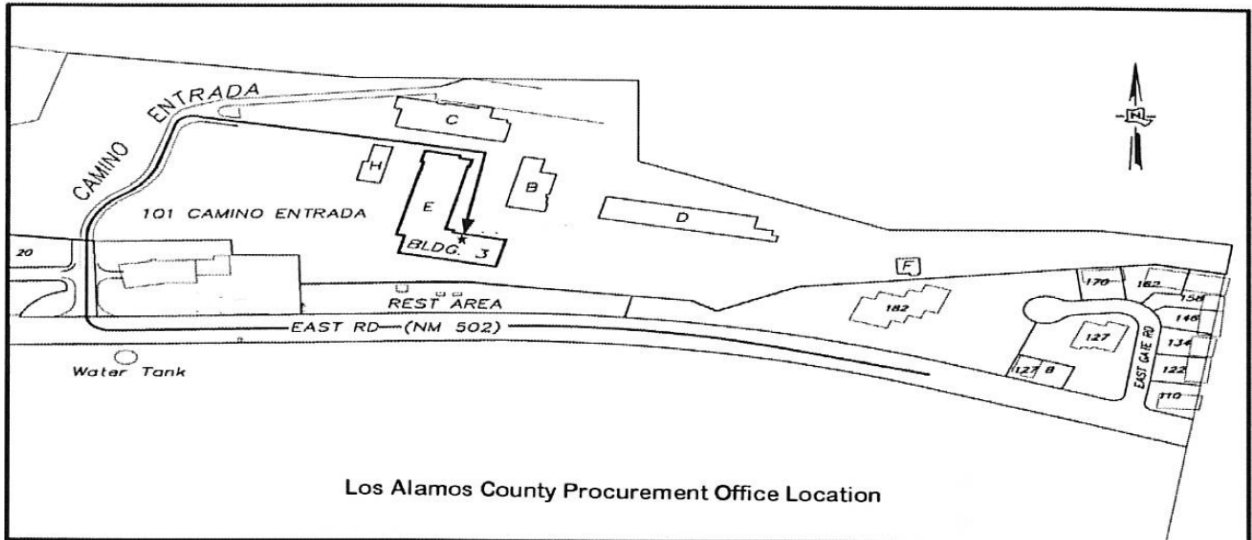 CAMINO ENTRADA
C
N
H
B
E
D
101 CAMINO ENTRADA
BLDG. 3
20
F
REST AREA
170
162
158
182
146
EAST RD (NM 502)
127
134
EAST GATE RD
Water Tank
127 B
122
110
Los Alamos County Procurement Office Location